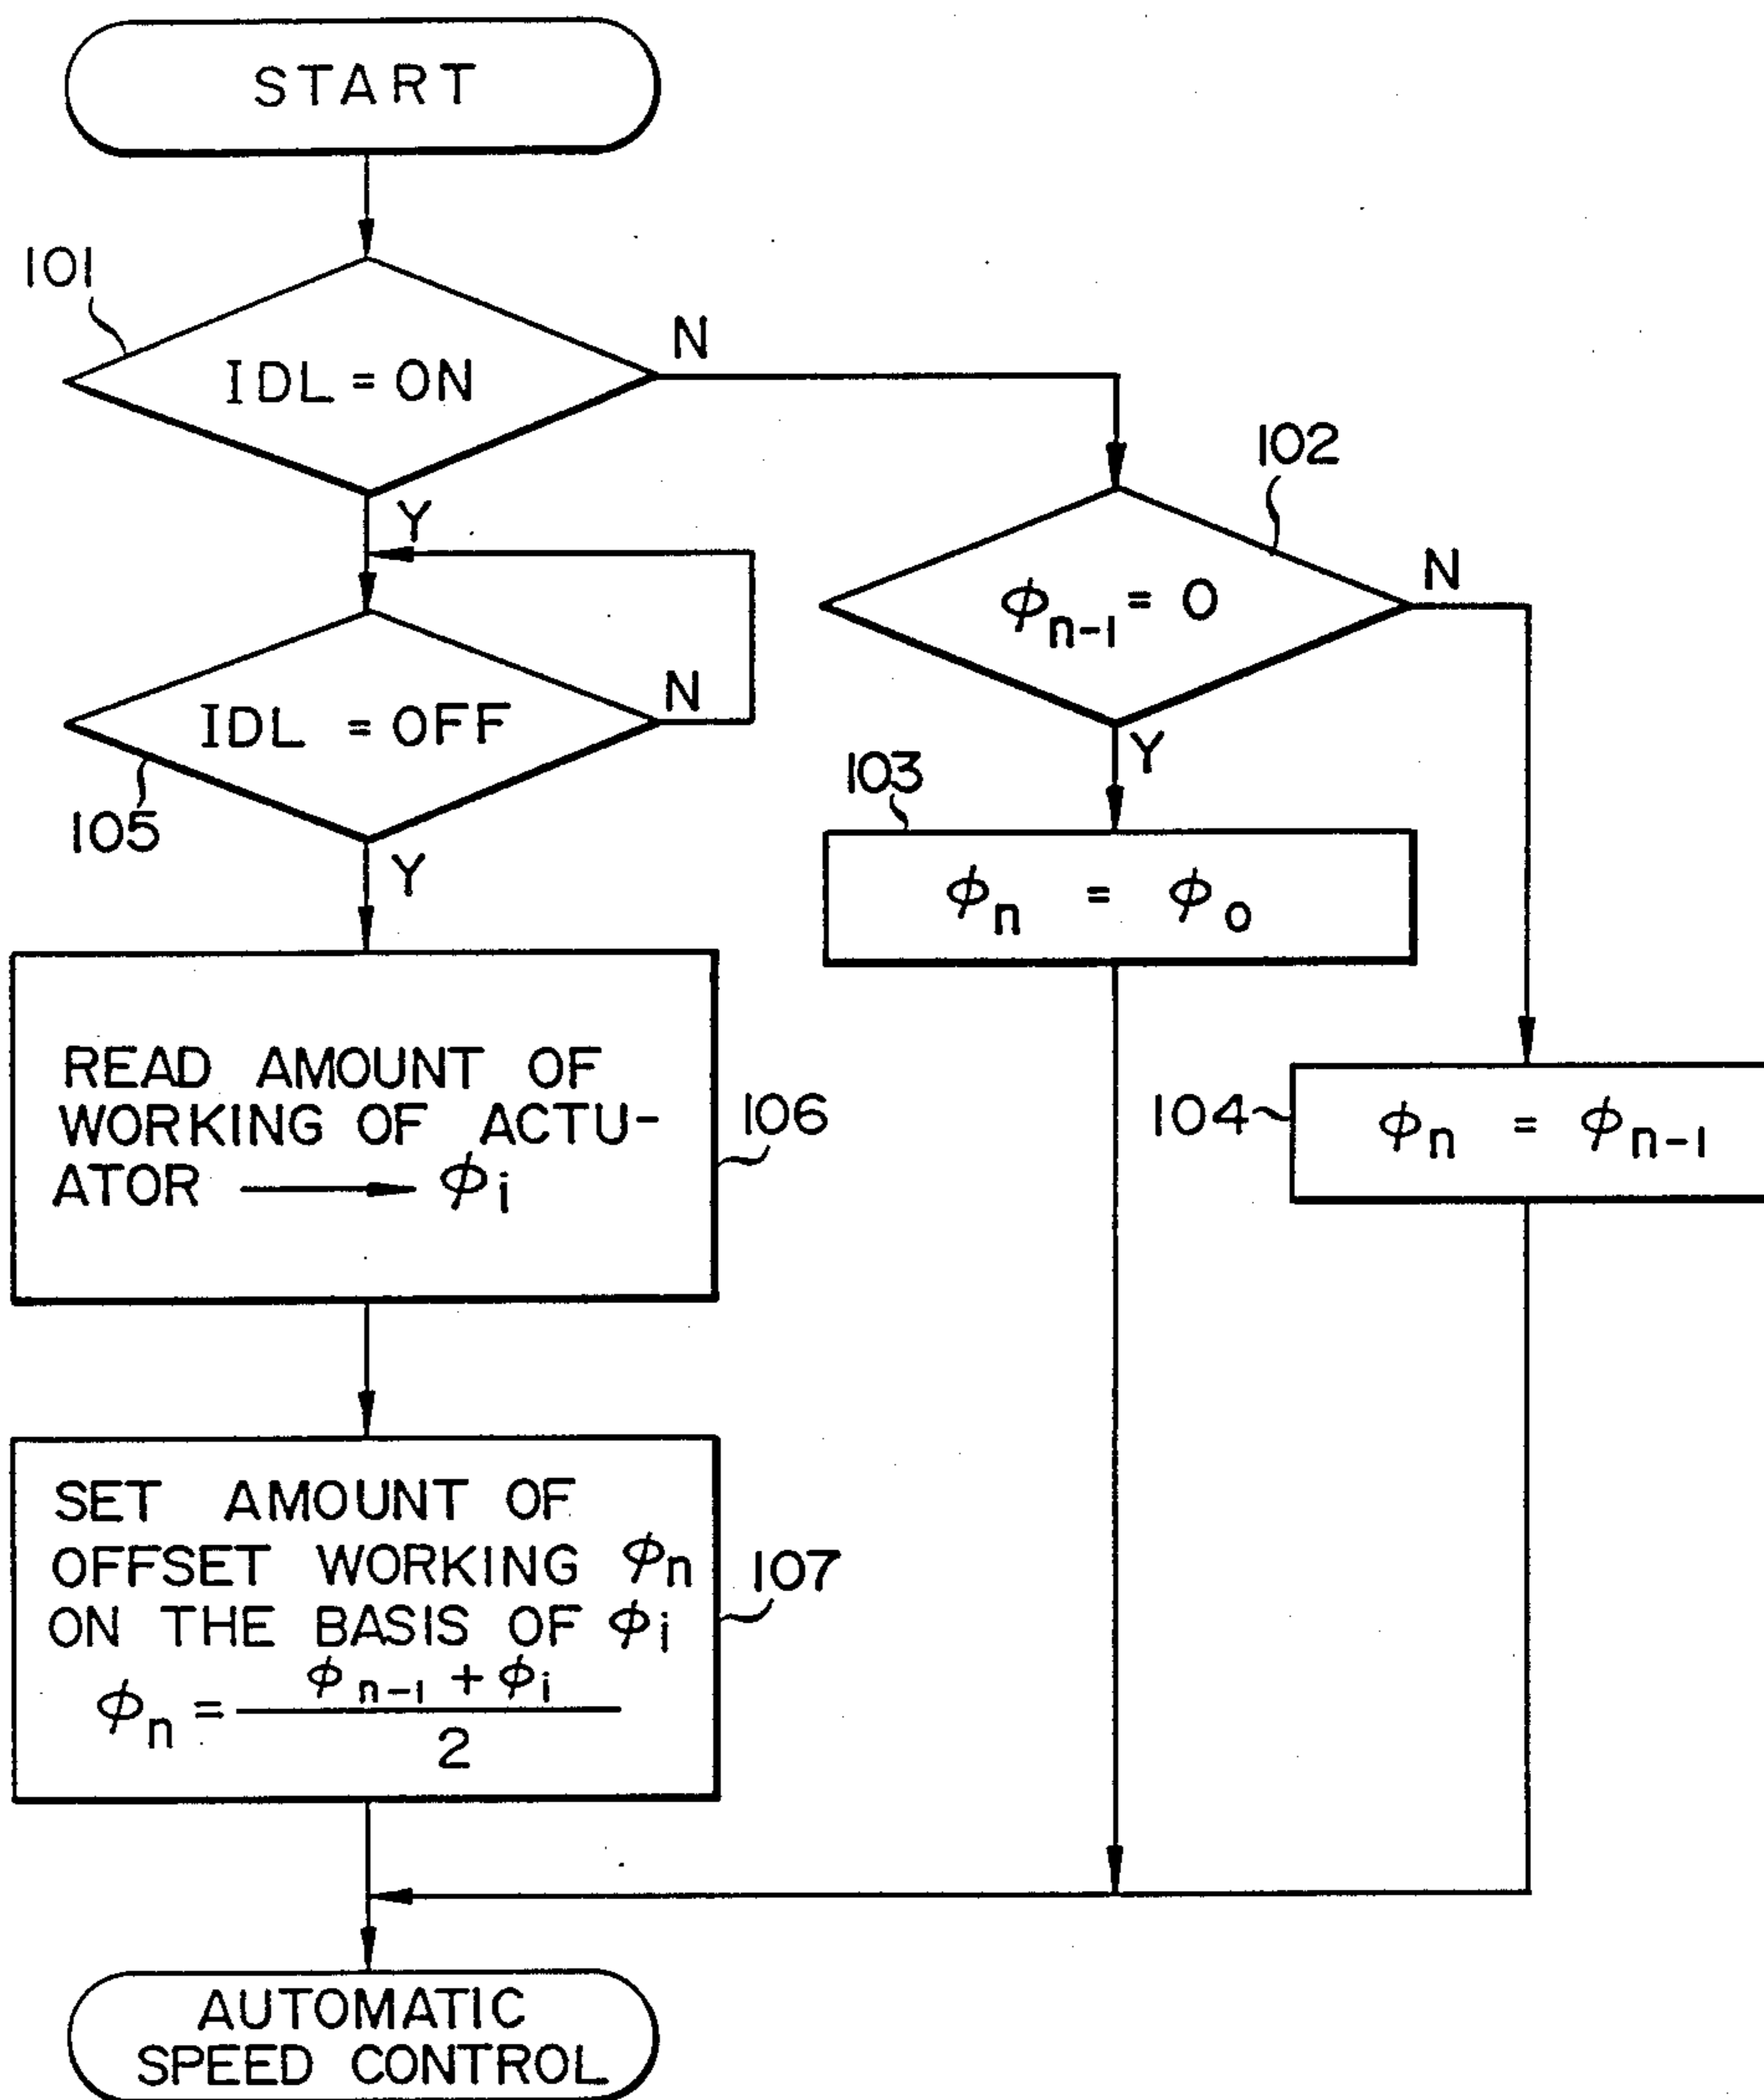 START
101
IDL = ON
N
Y
102
ϕn-1 = 0
N
Y
IDL = OFF
N
105
Y
103
ϕn = ϕo
READ AMOUNT OF
WORKING OF ACTU-
ATOR → ϕi
106
104
ϕn = ϕn-1
SET AMOUNT OF
OFFSET WORKING ϕn
ON THE BASIS OF ϕi
ϕn = ϕn-1 + ϕi
2
107
AUTOMATIC
SPEED CONTROL